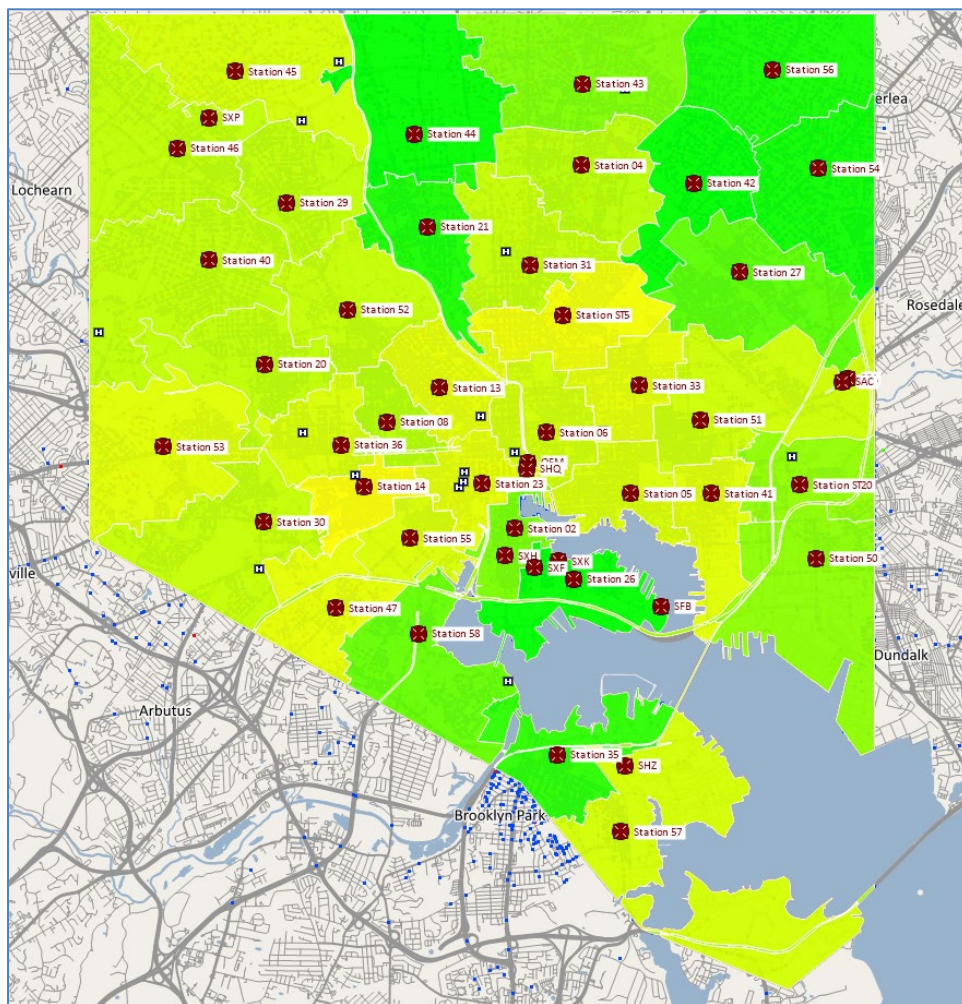 Station 45
Station 56
Station 43
erlea
SXP
Station 44
Station 46
Station 04
Station 54
Lochearn
Station 42
Station 29
Station 21
Station 40
Station 31
Station 27
Rosedale
Station 52
Station ST5
Station 20
Station 13
Station 33
SAC
Station 08
Station 51
Station 53
Station 36
Station 06
SHQ
Station 14
Station 23
Station 05
Station 41
Station ST20
Station 30
Station 02
Station 55
SXH
SXK
Station 50
SXF
Station 26
ville
Station 47
SFB
Station 58
Dundalk
Arbutus
Station 35
SHZ
Brooklyn Park
Station 57
H
H
H
H
H
H
H
H
H
H
H
H
H
H